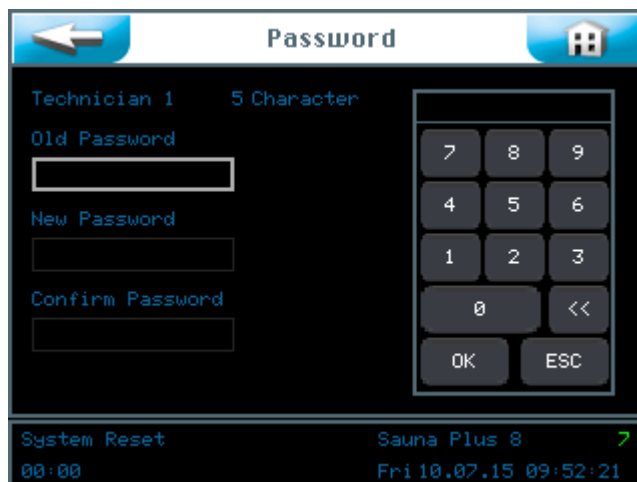 Password
Technician 1 5 Character
Old Password
New Password
Confirm Password
7 8 9
4 5 6
1 2 3
0 <<
OK ESC
System Reset Sauna Plus 8 7
00:00 Fri 10.07.15 09:52:21